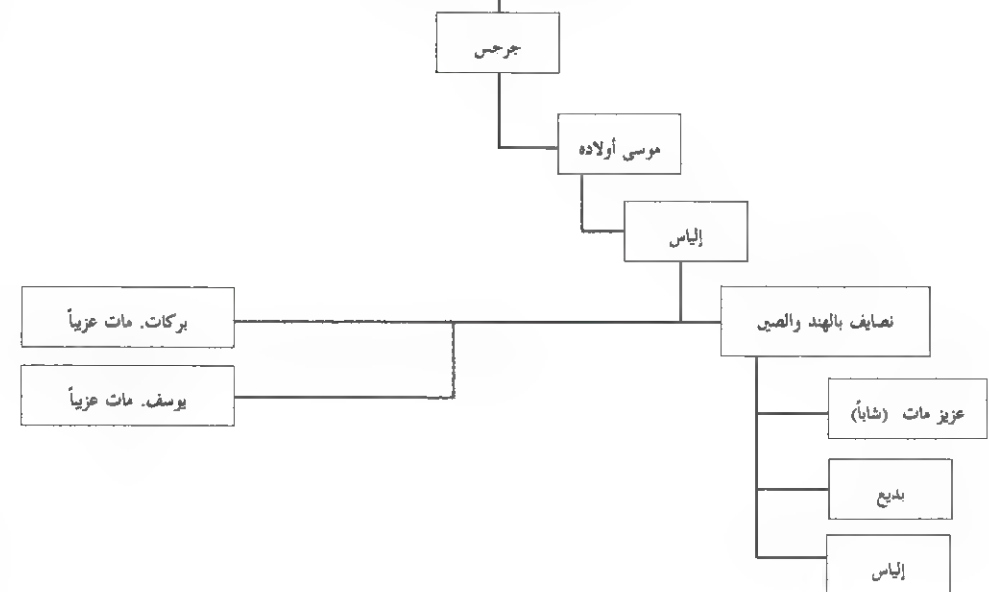 جرجس
موسى أولاده
إلياس
نصايف بالهند والصين
بركات. مات عزيباً
يوسف. مات عزيباً
عزيز مات (شاباً)
بديع
إلياس